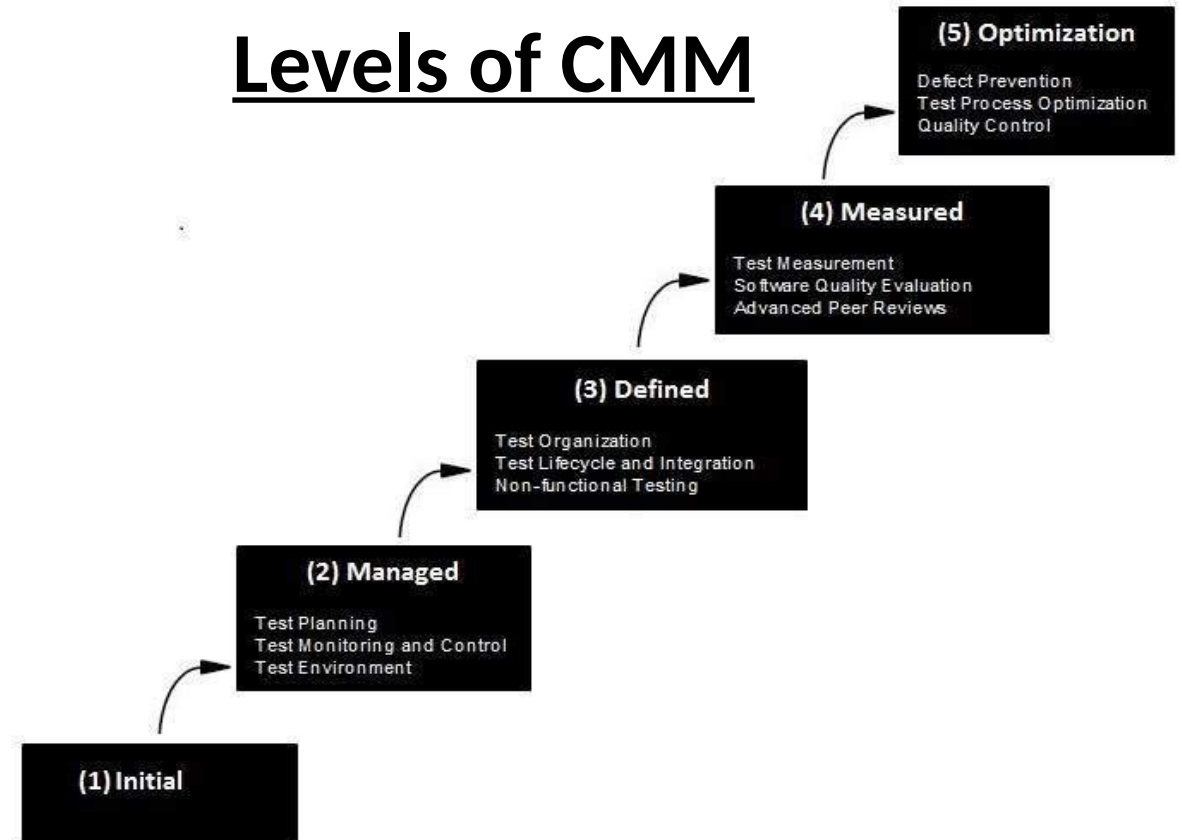 Levels of CMM
(5) Optimization
Defect Prevention
Test Process Optimization
Quality Control
(4) Measured
Test Measurement
Software Quality Evaluation
Advanced Peer Reviews
(3) Defined
Test Organization
Test Lifecycle and Integration
Non-functional Testing
(2) Managed
Test Planning
Test Monitoring and Control
Test Environment
(1) Initial